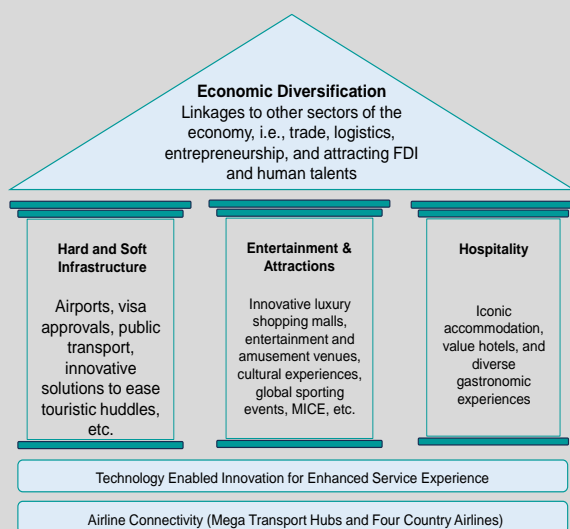 Economic Diversification
Linkages to other sectors of the
economy, i.e., trade, logistics,
entrepreneurship, and attracting FDI
and human talents
Hard and Soft
Infrastructure
Airports, visa
approvals, public
transport,
innovative
solutions to ease
touristic huddles,
etc.
Entertainment &
Attractions
Innovative luxury
shopping malls,
entertainment and
amusement venues,
cultural experiences,
global sporting
events, MICE, etc.
Hospitality
Iconic
accommodation,
value hotels, and
diverse
gastronomic
experiences
Technology Enabled Innovation for Enhanced Service Experience
Airline Connectivity (Mega Transport Hubs and Four Country Airlines)